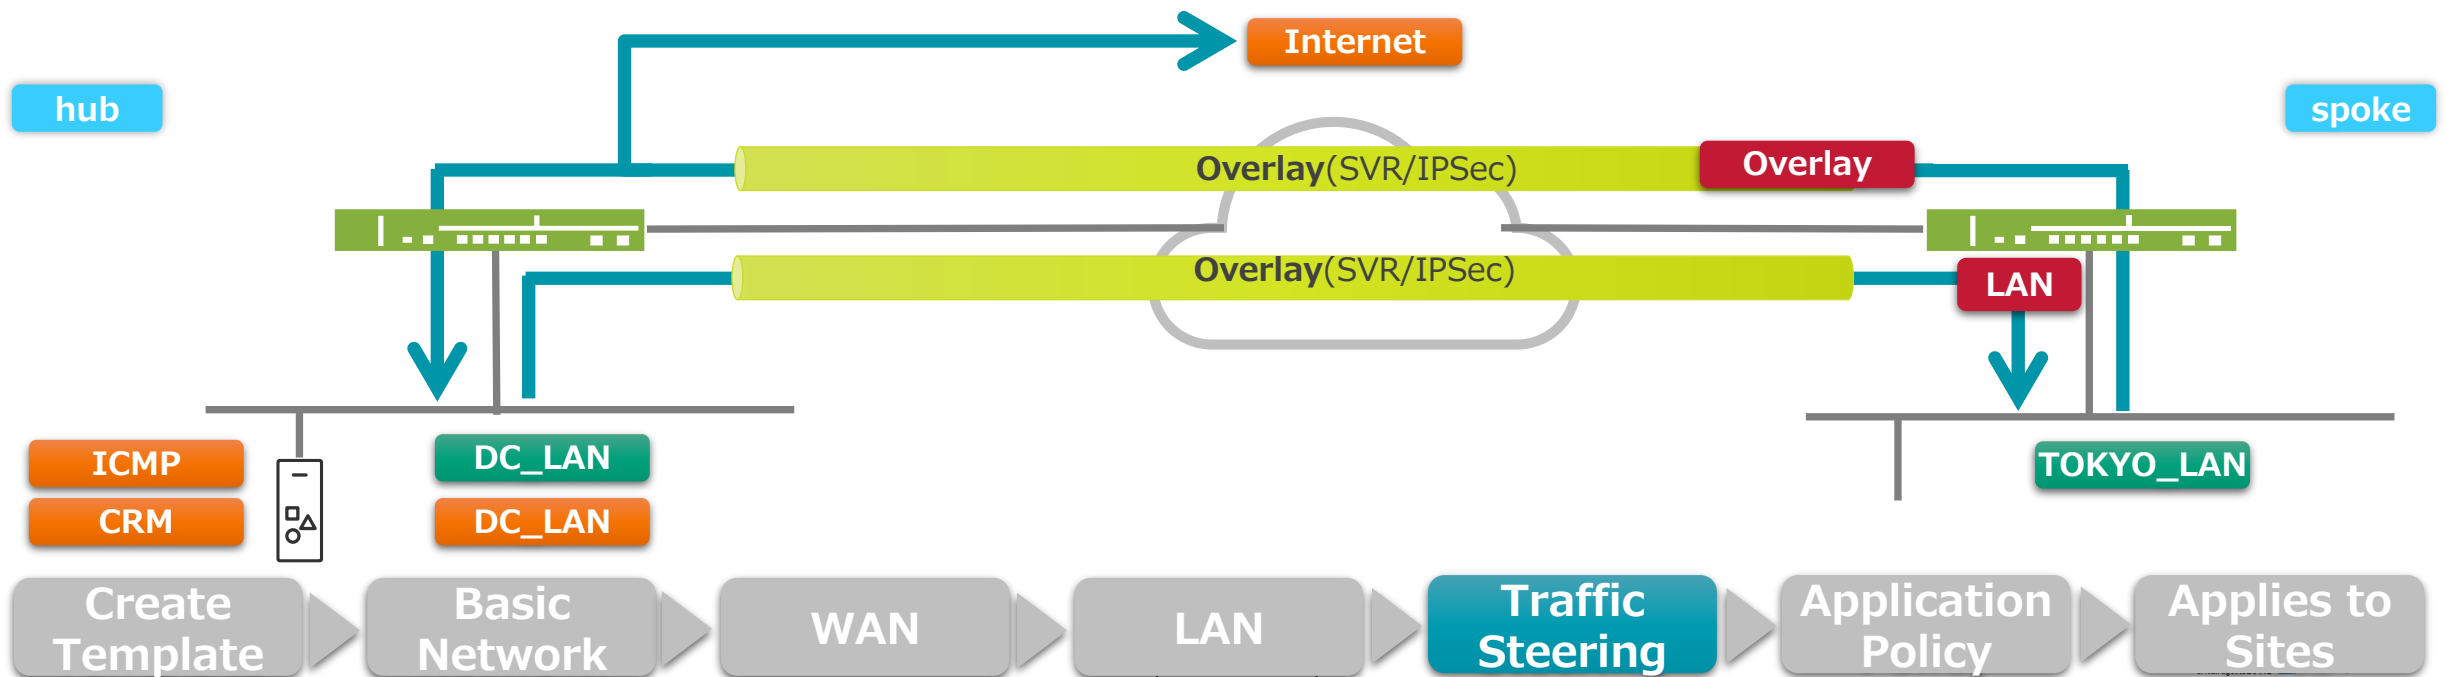 Internet
hub
spoke
Overlay(SVR/IPSec)
Overlay
Overlay(SVR/IPSec)
LAN
ICMP
DC_LAN
TOKYO_LAN
CRM
DC_LAN
Create
Template
Basic
Network
WAN
LAN
Traffic
Steering
Application
Policy
Applies to
Sites